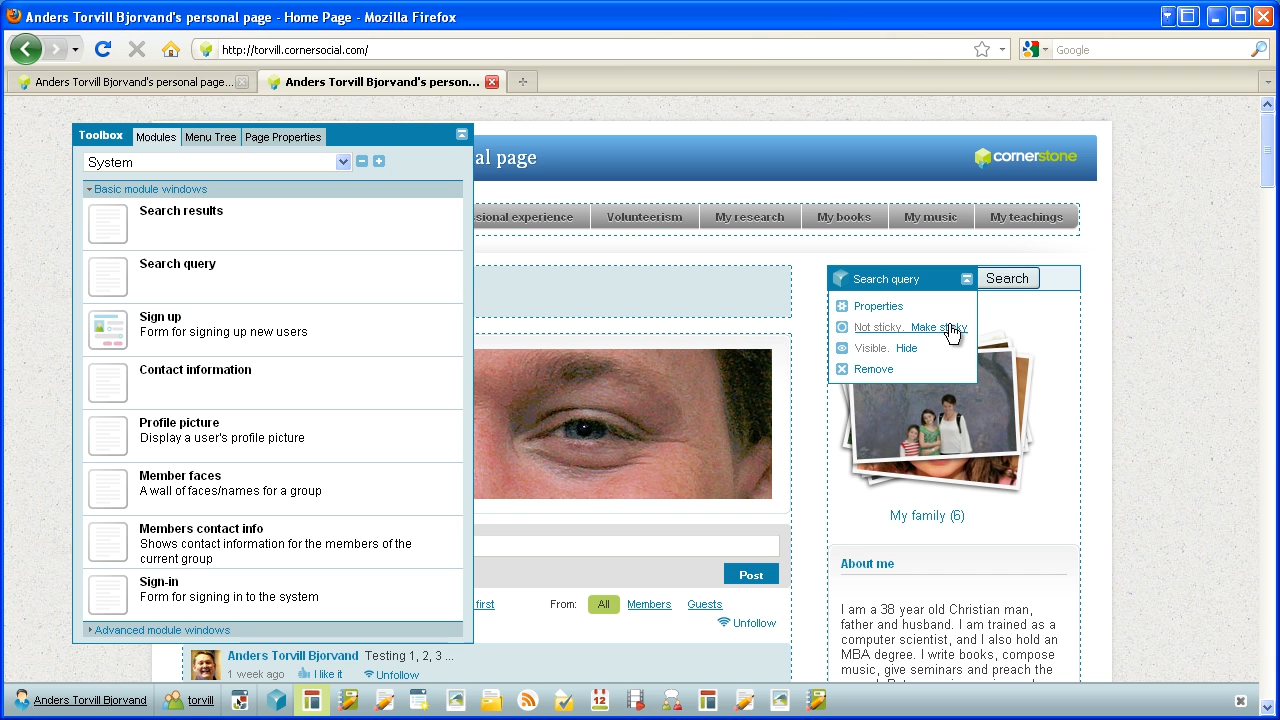 Anders Torvill Bjorvand's personal page - Home Page - Mozilla Firefox
http://torvill.cornersocial.com/
Google
Anders Torvill Bjorvand's personal page...
Anders Torvill Bjorvand's person...
Toolbox Modules Menu Tree Page Properties
System
Basic module windows
Search results
Search query
Sign up
Form for signing up new users
Contact information
Profile picture
Display a user's profile picture
Member faces
A wall of faces/names for a group
Members contact info
Shows contact information for the members of the
current group
Sign-in
Form for signing in to the system
Advanced module windows
al page
cornerstone
sional experience Volunteerism My research My books My music My teachings
Search query Search
Properties
Not sticky. Make sticky
Visible. Hide
Remove
My family (6)
Post
first From: All Members Guests
Unfollow
Anders Torvill Bjorvand Testing 1, 2, 3 ...
1 week ago I like it Unfollow
About me
I am a 38 year old Christian man,
father and husband. I am trained as a
computer scientist, and I also hold an
MBA degree. I write books, compose
music, give seminars and preach the
Anders Torvill Bjorvand torvill 12